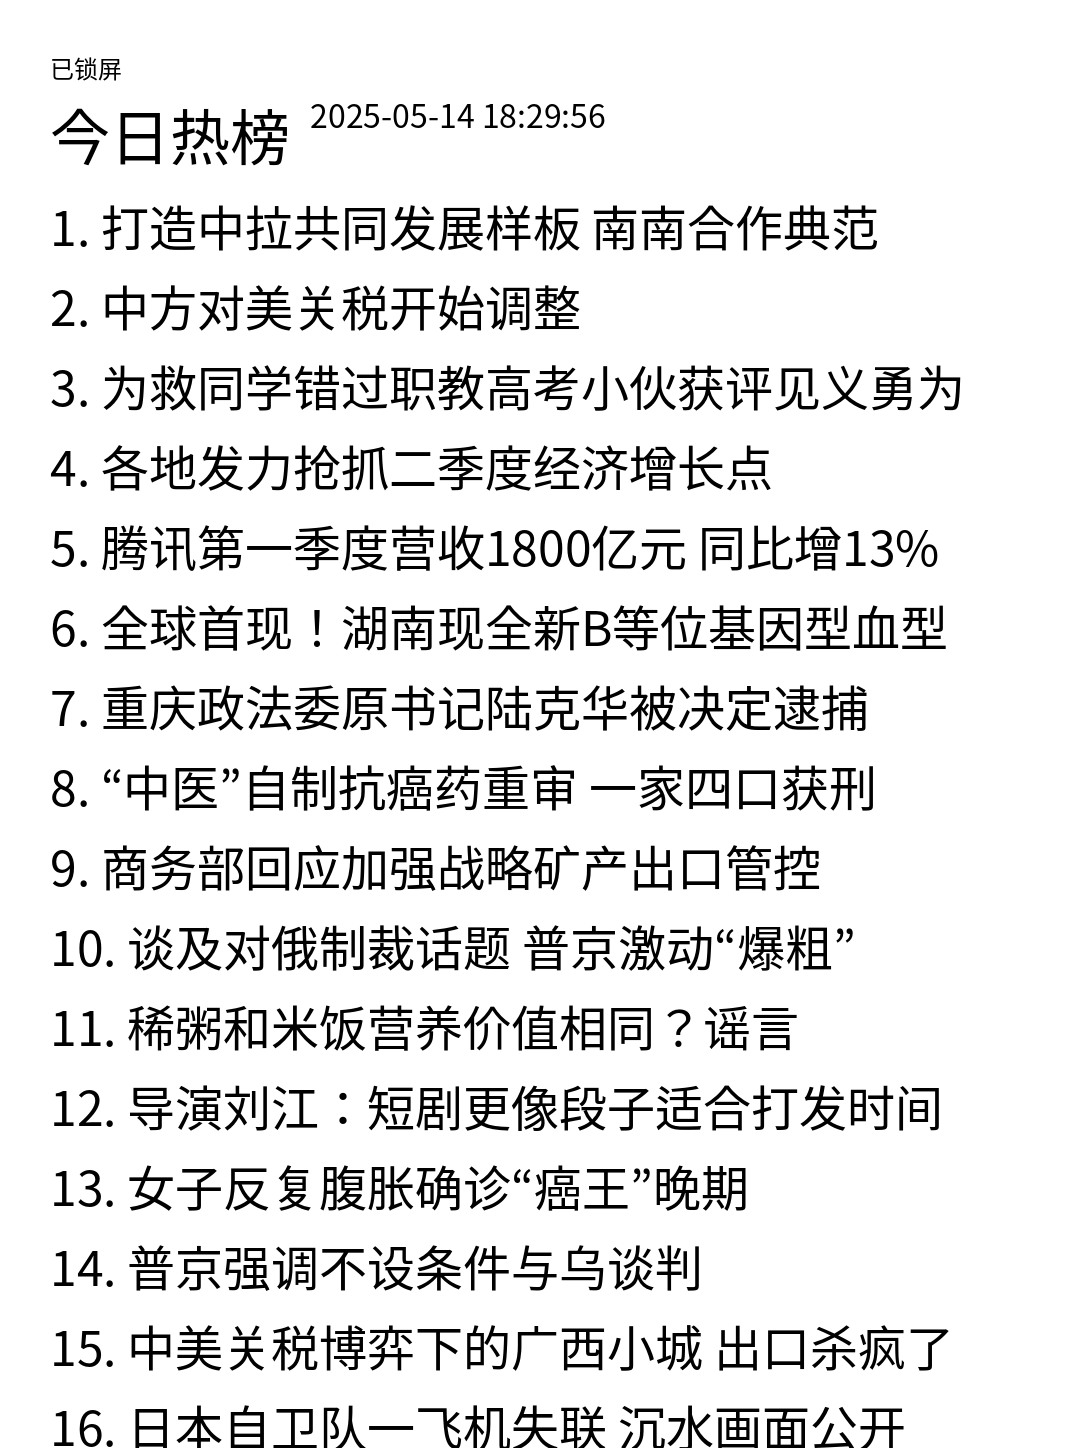 已锁屏
今日热榜 2025-05-14 18:29:56
1. 打造中拉共同发展样板 南南合作典范
2. 中方对美关税开始调整
3. 为救同学错过职教高考小伙获评见义勇为
4. 各地发力抢抓二季度经济增长点
5. 腾讯第一季度营收1800亿元 同比增13%
6. 全球首现！湖南现全新B等位基因型血型
7. 重庆政法委原书记陆克华被决定逮捕
8. “中医”自制抗癌药重审 一家四口获刑
9. 商务部回应加强战略矿产出口管控
10. 谈及对俄制裁话题 普京激动“爆粗”
11. 稀粥和米饭营养价值相同？谣言
12. 导演刘江：短剧更像段子适合打发时间
13. 女子反复腹胀确诊“癌王”晚期
14. 普京强调不设条件与乌谈判
15. 中美关税博弈下的广西小城 出口杀疯了
16. 日本自卫队一飞机失联 沉水画面公开